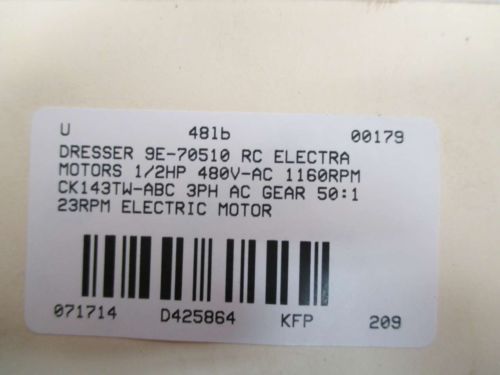 U 48lb 00179
DRESSER 9E-70510 RC ELECTRA
MOTORS 1/2HP 480V-AC 1160RPM
CK143TW-ABC 3PH AC GEAR 50:1
23RPM ELECTRIC MOTOR
071714 D425864 KFP 209